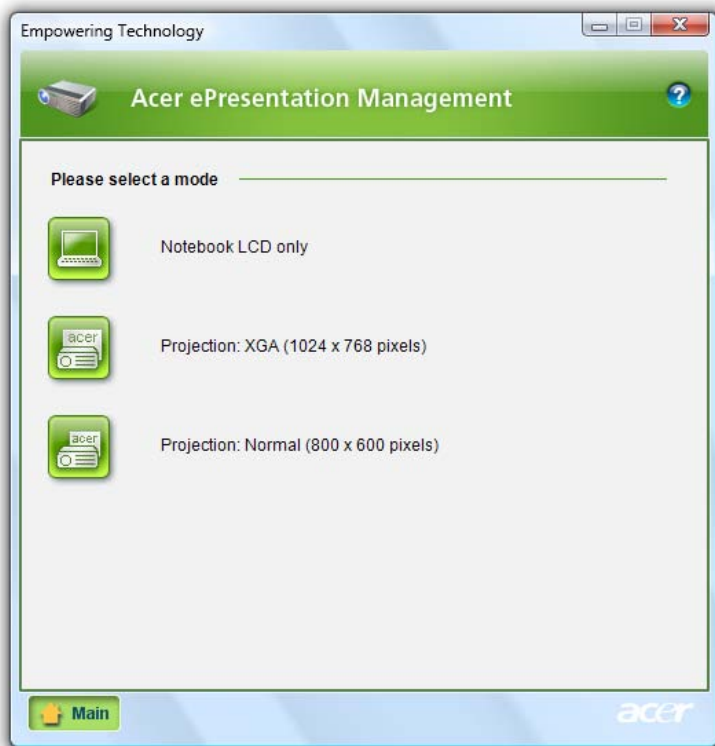 Empowering Technology
Acer ePresentation Management
?
Please select a mode
Notebook LCD only
acer
Projection: XGA (1024 x 768 pixels)
acer
Projection: Normal (800 x 600 pixels)
Main
acer